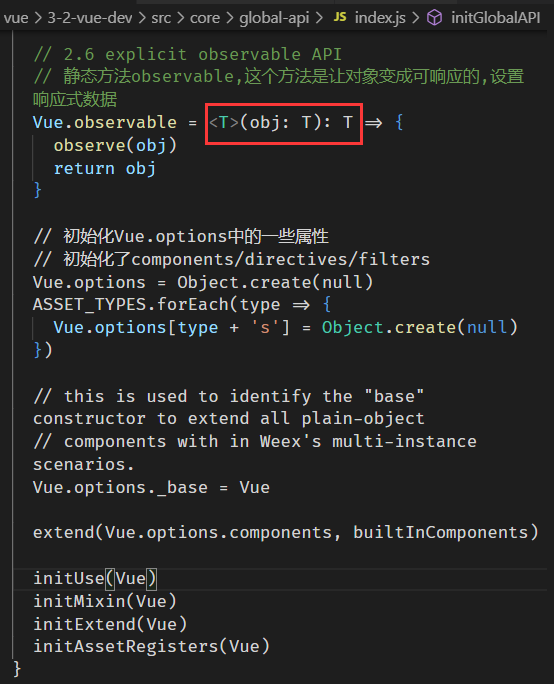 vue > 3-2-vue-dev > src > core > global-api > JS index.js > initGlobalAPI
// 2.6 explicit observable API
// 静态方法observable,这个方法是让对象变成可响应的,设置
响应式数据
Vue.observable = <T>(obj: T): T => {
observe(obj)
return obj
}
// 初始化Vue.options中的一些属性
// 初始化了components/directives/filters
Vue.options = Object.create(null)
ASSET_TYPES.forEach(type => {
Vue.options[type + 's'] = Object.create(null)
})
// this is used to identify the "base"
constructor to extend all plain-object
// components with in Weex's multi-instance
scenarios.
Vue.options._base = Vue
extend(Vue.options.components, builtInComponents)
initUse(Vue)
initMixin(Vue)
initExtend(Vue)
initAssetRegisters(Vue)
}